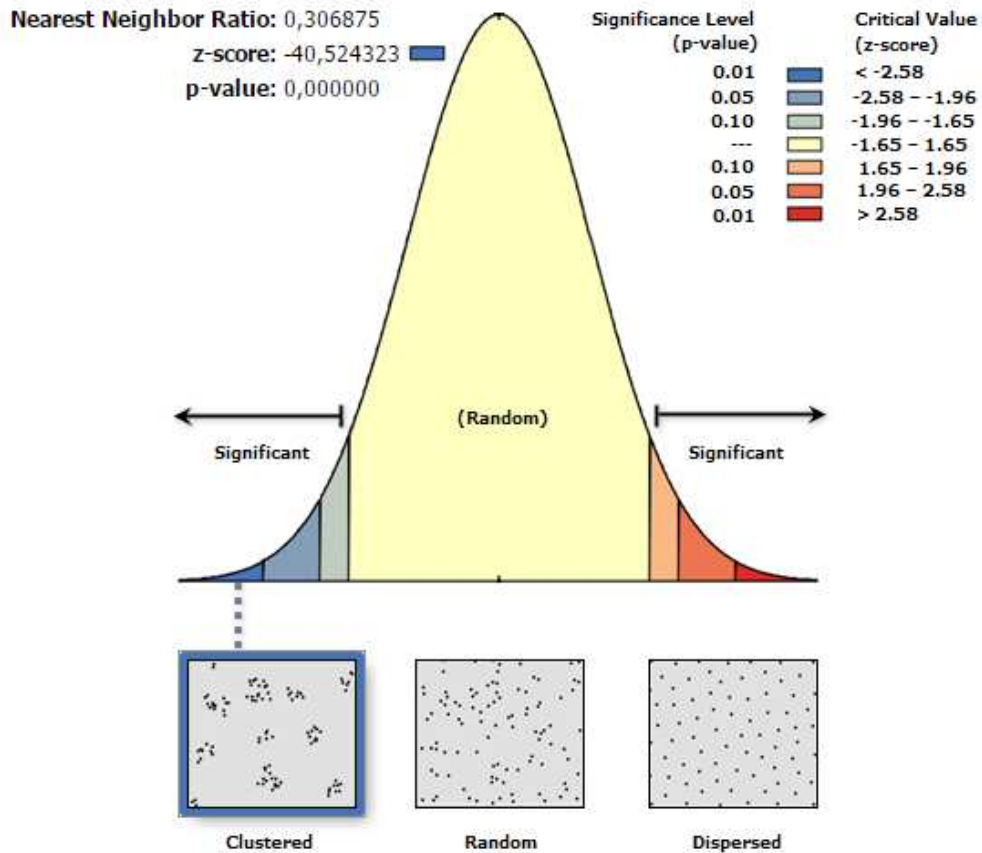 Nearest Neighbor Ratio: 0,306875
z-score: -40,524323
p-value: 0,000000
Significance Level
(p-value)
Critical Value
(z-score)
0.01 < -2.58
0.05 -2.58 – -1.96
0.10 -1.96 – -1.65
--- -1.65 – 1.65
0.10 1.65 – 1.96
0.05 1.96 – 2.58
0.01 > 2.58
(Random)
Significant
Significant
Clustered
Random
Dispersed